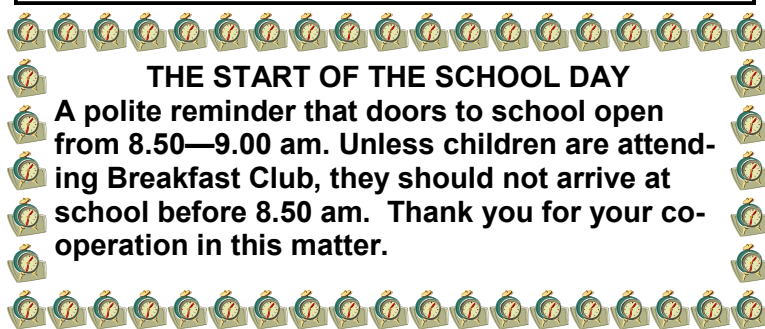 THE START OF THE SCHOOL DAY
A polite reminder that doors to school open
from 8.50—9.00 am. Unless children are attend-
ing Breakfast Club, they should not arrive at
school before 8.50 am.  Thank you for your co-
operation in this matter.